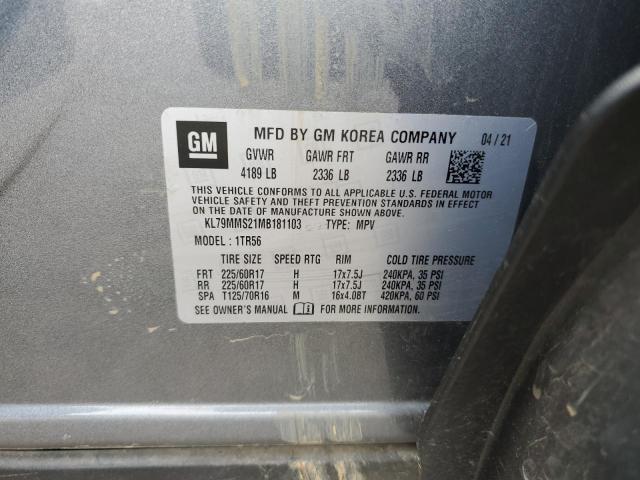 GM
MFD BY GM KOREA COMPANY 04 / 21
GVWR GAWR FRT GAWR RR
4189 LB 2336 LB 2336 LB
THIS VEHICLE CONFORMS TO ALL APPLICABLE U.S. FEDERAL MOTOR
VEHICLE SAFETY AND THEFT PREVENTION STANDARDS IN EFFECT ON
THE DATE OF MANUFACTURE SHOWN ABOVE.
KL79MMS21MB181103 TYPE: MPV
MODEL : 1TR56
TIRE SIZE SPEED RTG RIM COLD TIRE PRESSURE
FRT 225/60R17 H 17x7.5J 240KPA, 35 PSI
RR 225/60R17 H 17x7.5J 240KPA, 35 PSI
SPA T125/70R16 M 16x4.0BT 420KPA, 60 PSI
SEE OWNER'S MANUAL FOR MORE INFORMATION.